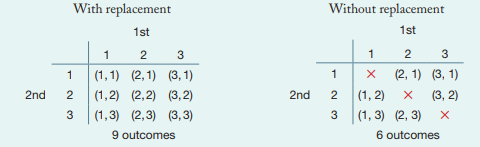 With replacement
1st
1 2 3
1 (1, 1) (2, 1) (3, 1)
2nd 2 (1, 2) (2, 2) (3, 2)
3 (1, 3) (2, 3) (3, 3)
9 outcomes
Without replacement
1st
1 2 3
1 × (2, 1) (3, 1)
2nd 2 (1, 2) × (3, 2)
3 (1, 3) (2, 3) ×
6 outcomes